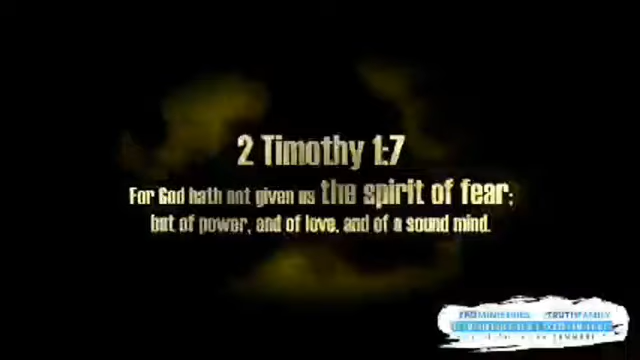 2 Timothy 1:7
For God hath not given us the spirit of fear;
but of power, and of love, and of a sound mind.